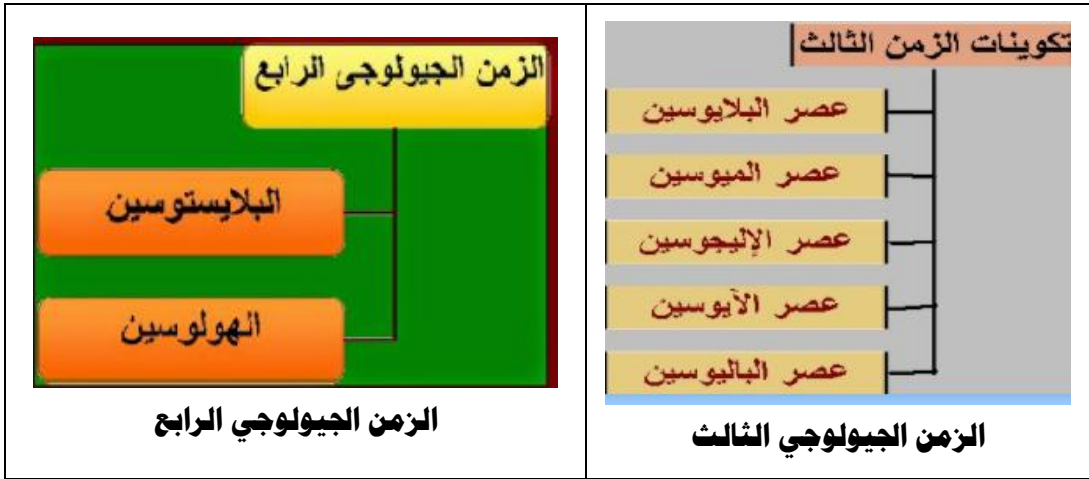 تكوينات الزمن الثالث
عصر البلايوسين
عصر الميوسين
عصر الإليجوسين
عصر الآيوسين
عصر الباليوسين
الزمن الجيولوجي الثالث
الزمن الجيولوجى الرابع
البلايستوسين
الهولوسين
الزمن الجيولوجي الرابع